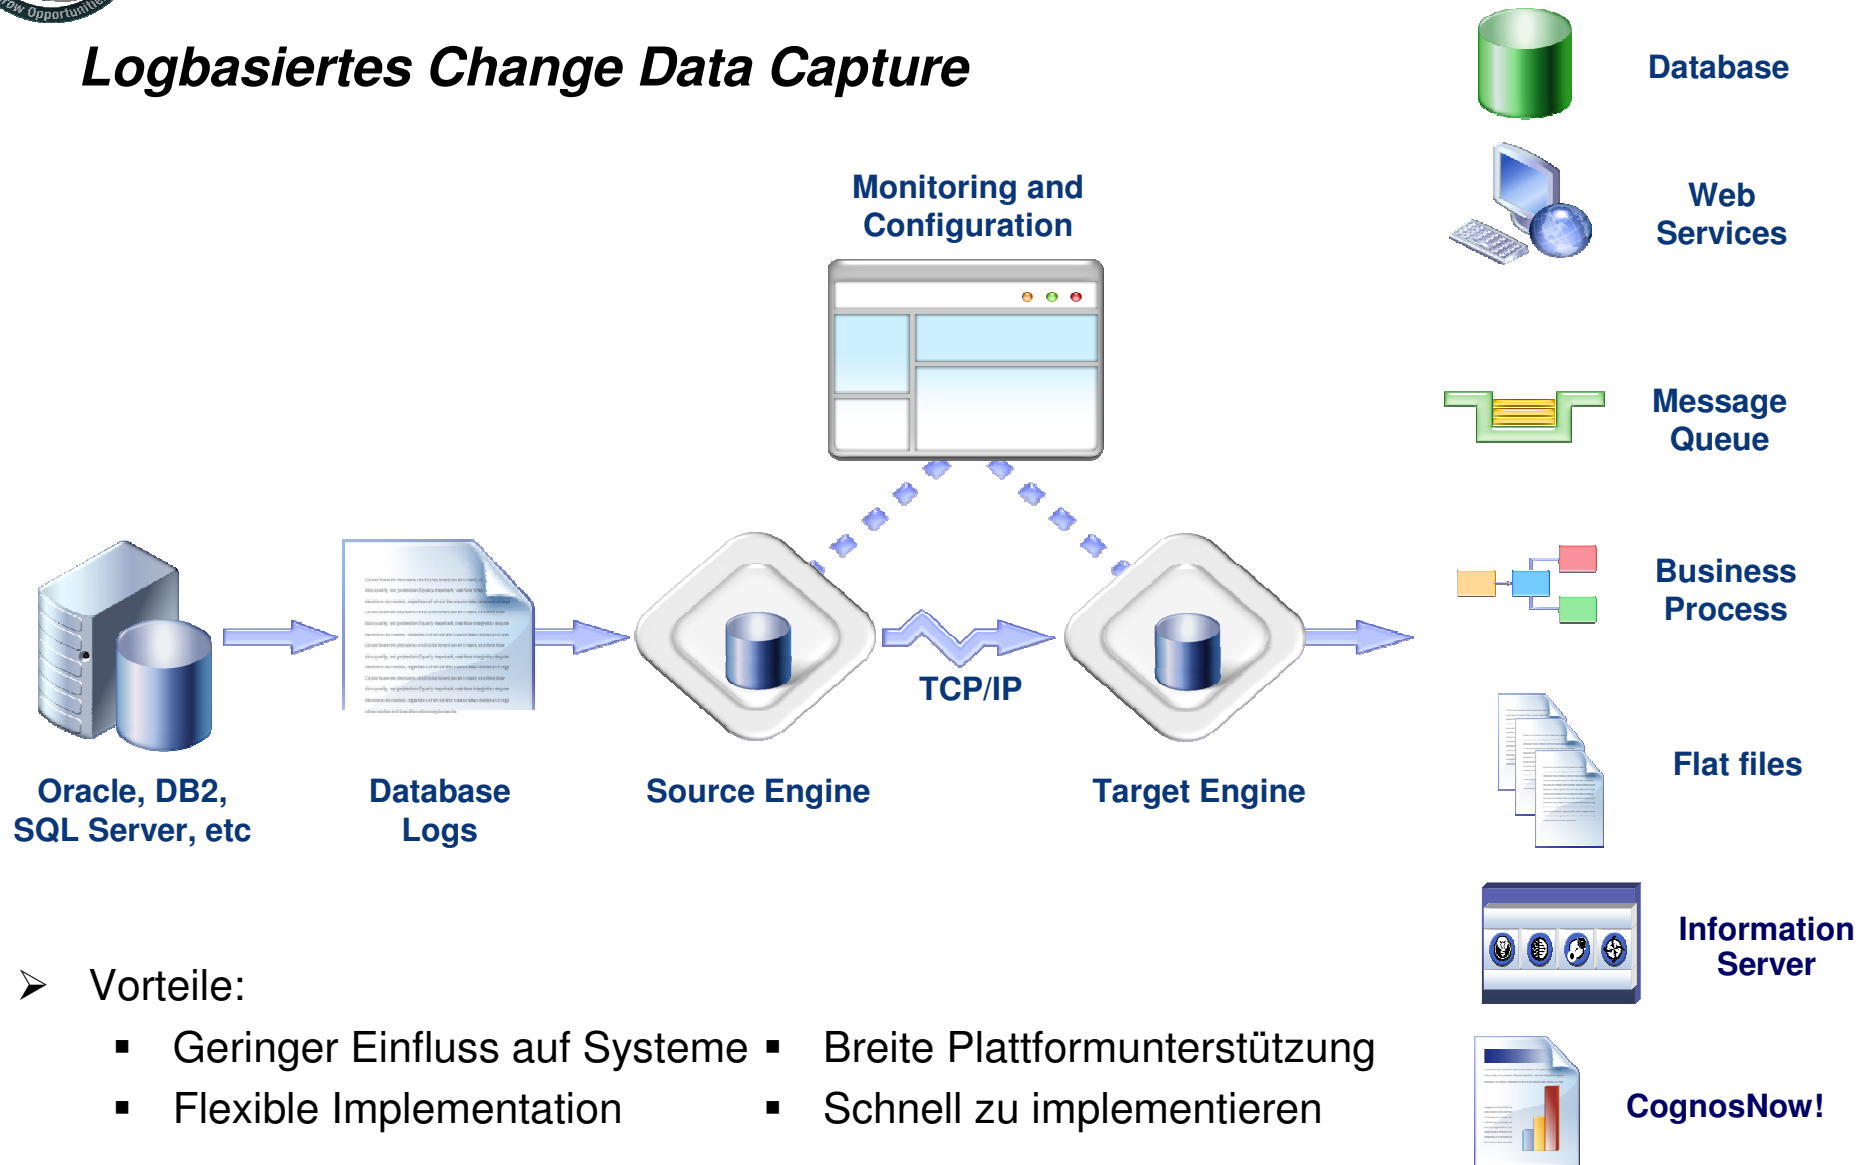 Opportunities
Logbasiertes Change Data Capture
Database
Web
Services
Monitoring and
Configuration
Message
Queue
Business
Process
TCP/IP
Flat files
Oracle, DB2,
SQL Server, etc
Database
Logs
Source Engine
Target Engine
Information
Server
➢ Vorteile:
▪ Geringer Einfluss auf Systeme
▪ Breite Plattformunterstützung
▪ Flexible Implementation
▪ Schnell zu implementieren
CognosNow!